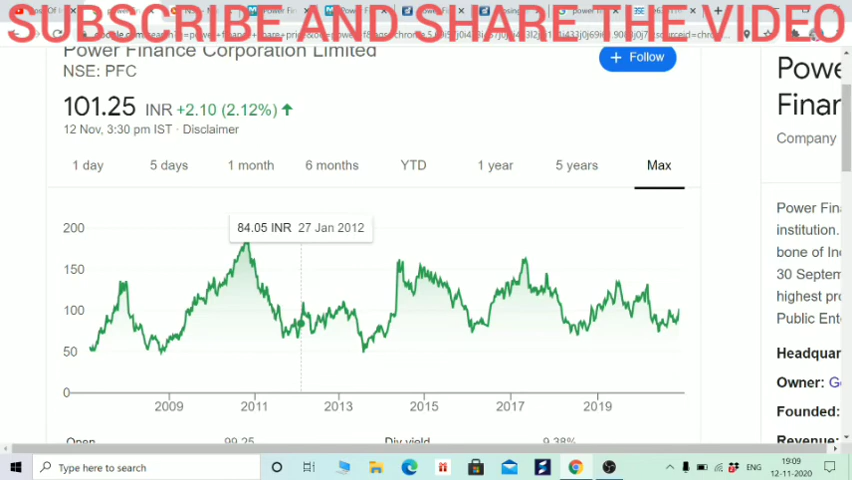 SUBSCRIBE AND SHARE THE VIDEO
Power Finance Corporation Limited
NSE: PFC
+ Follow
101.25 INR +2.10 (2.12%)
12 Nov, 3:30 pm IST · Disclaimer
1 day 5 days 1 month 6 months YTD 1 year 5 years Max
84.05 INR 27 Jan 2012
200
150
100
50
0
2009 2011 2013 2015 2017 2019
Open 99.25 Div yield 9.38%
Powe
Finan
Company
Power Fin
institution.
bone of In
30 Septem
highest pro
Public Ente
Headquar
Owner: Go
Founded:
Revenue:
Type here to search
ENG
19:09
12-11-2020